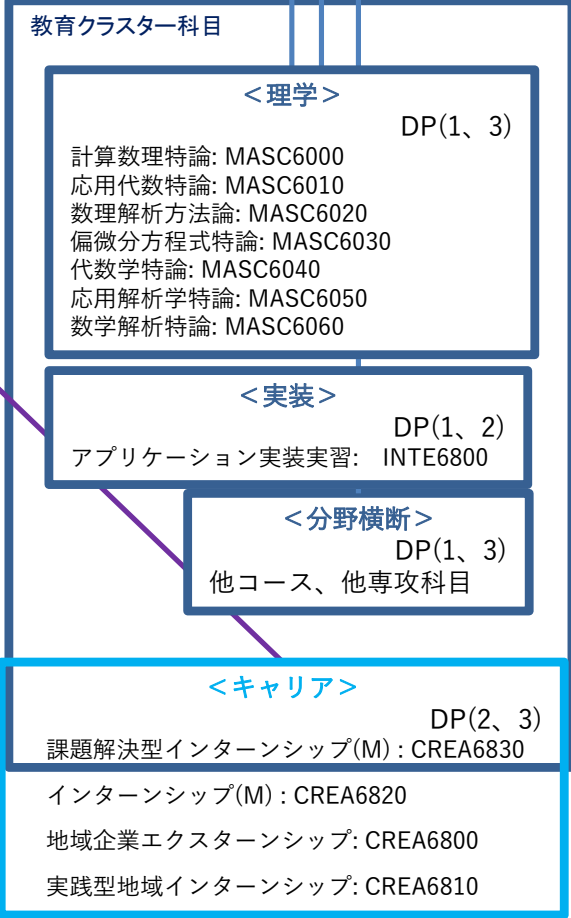 教育クラスター科目
＜理学＞
DP(1、3)
計算数理特論: MASC6000
応用代数特論: MASC6010
数理解析方法論: MASC6020
偏微分方程式特論: MASC6030
代数学特論: MASC6040
応用解析学特論: MASC6050
数学解析特論: MASC6060
＜実装＞
DP(1、2)
アプリケーション実装実習: INTE6800
＜分野横断＞
DP(1、3)
他コース、他専攻科目
＜キャリア＞
DP(2、3)
課題解決型インターンシップ(M) : CREA6830
インターンシップ(M) : CREA6820
地域企業エクスターンシップ: CREA6800
実践型地域インターンシップ: CREA6810